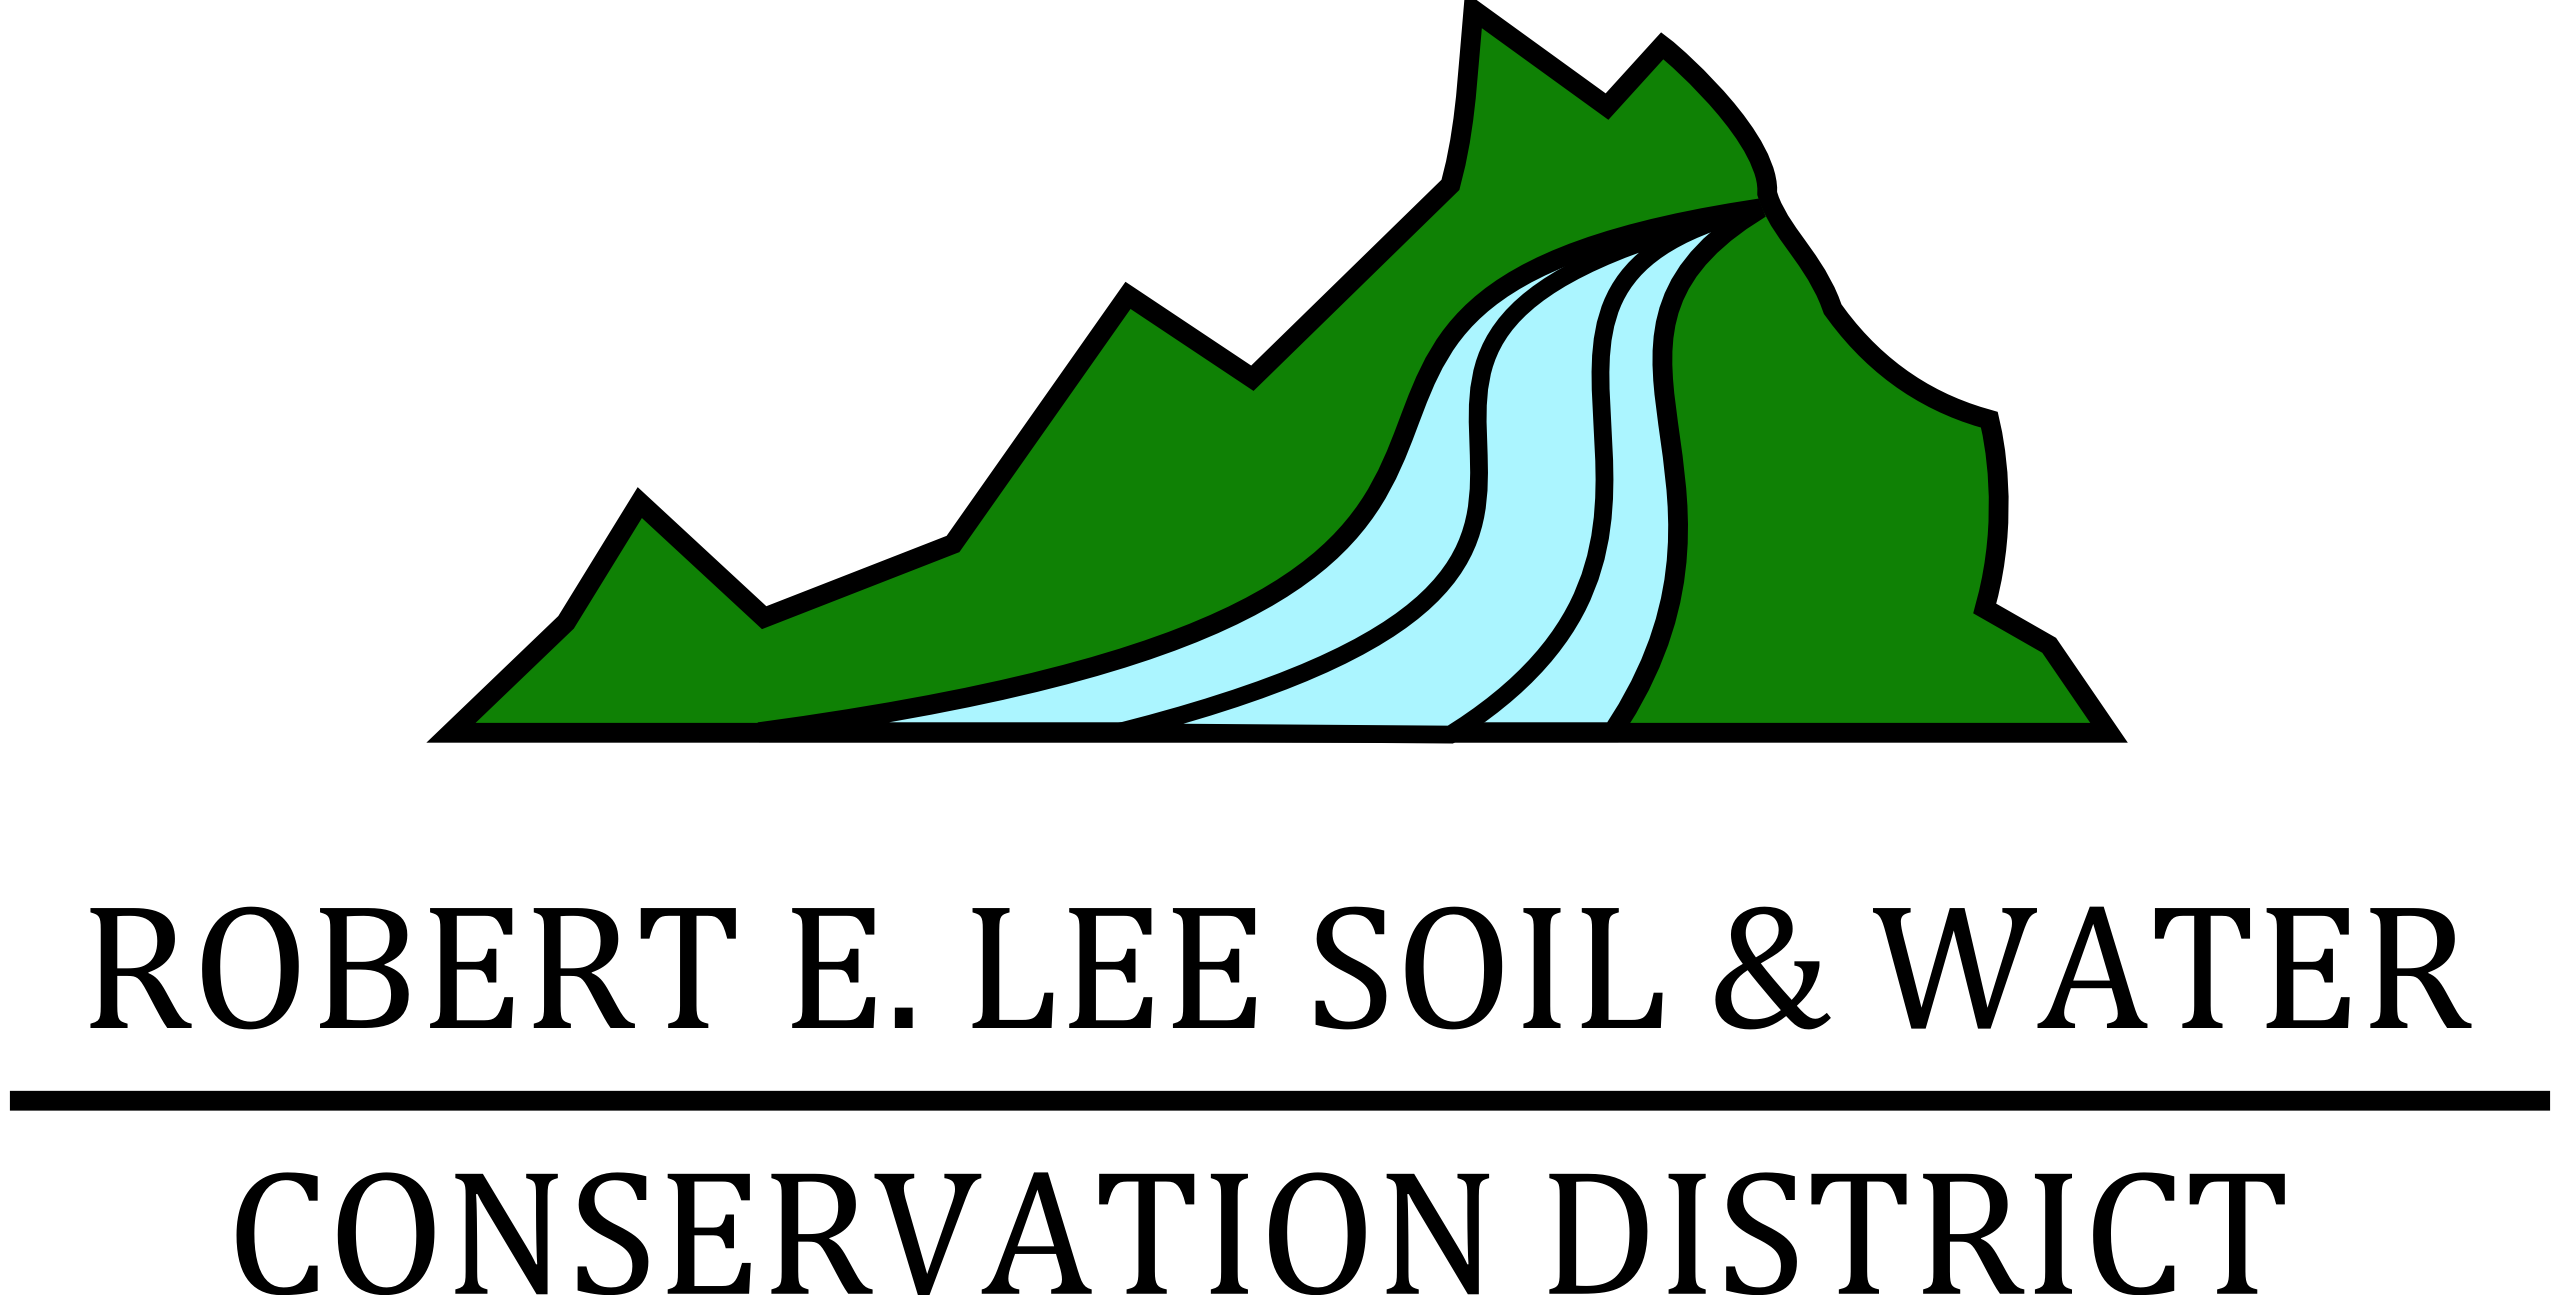 ROBERT E. LEE SOIL & WATER
CONSERVATION DISTRICT